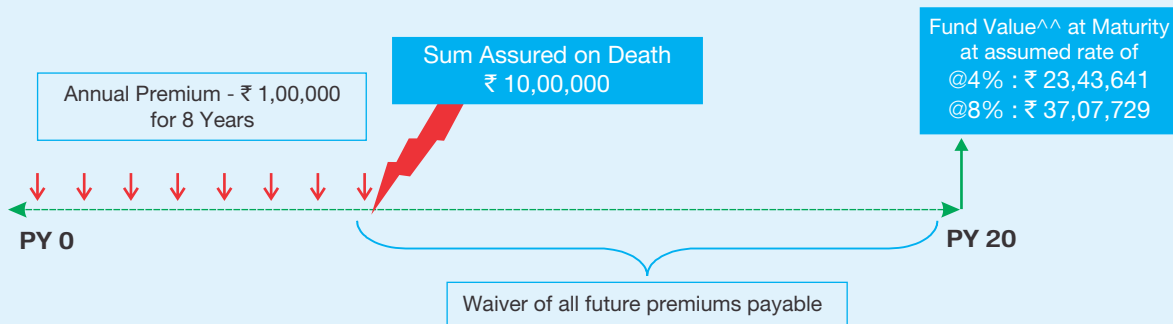 Annual Premium - ₹ 1,00,000
for 8 Years
Sum Assured on Death
₹ 10,00,000
Fund Value^^ at Maturity
at assumed rate of
@4% : ₹ 23,43,641
@8% : ₹ 37,07,729
PY 0
PY 20
Waiver of all future premiums payable